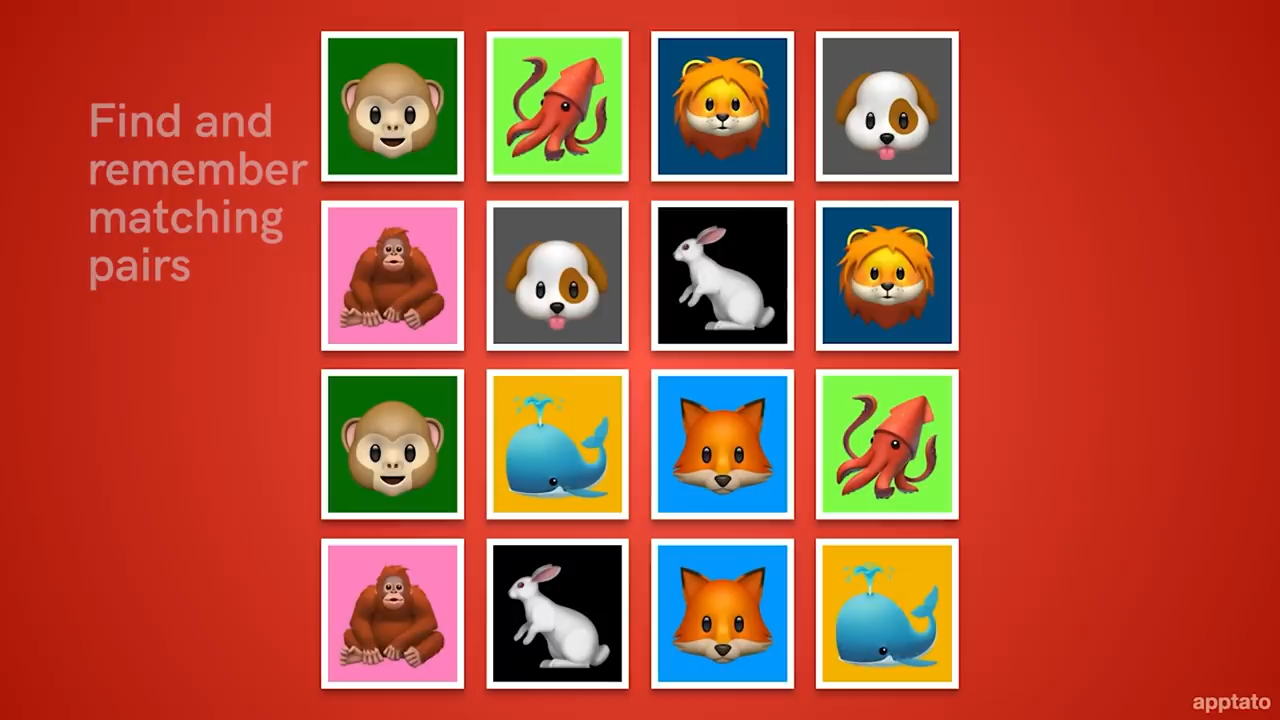 Find and
remember
matching
pairs
apptato